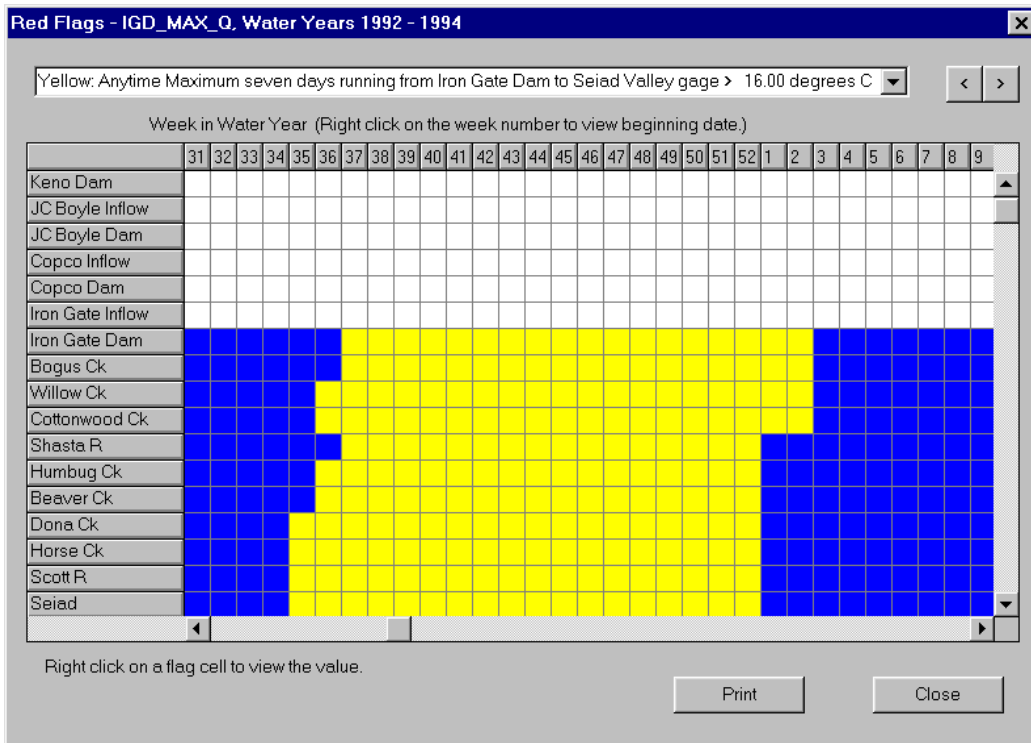 Red Flags - IGD_MAX_Q, Water Years 1992 - 1994
Yellow: Anytime Maximum seven days running from Iron Gate Dam to Seiad Valley gage > 16.00 degrees C
< >
Week in Water Year (Right click on the week number to view beginning date.)
31 32 33 34 35 36 37 38 39 40 41 42 43 44 45 46 47 48 49 50 51 52 1 2 3 4 5 6 7 8 9
Keno Dam
JC Boyle Inflow
JC Boyle Dam
Copco Inflow
Copco Dam
Iron Gate Inflow
Iron Gate Dam
Bogus Ck
Willow Ck
Cottonwood Ck
Shasta R
Humbug Ck
Beaver Ck
Dona Ck
Horse Ck
Scott R
Seiad
Right click on a flag cell to view the value.
Print Close